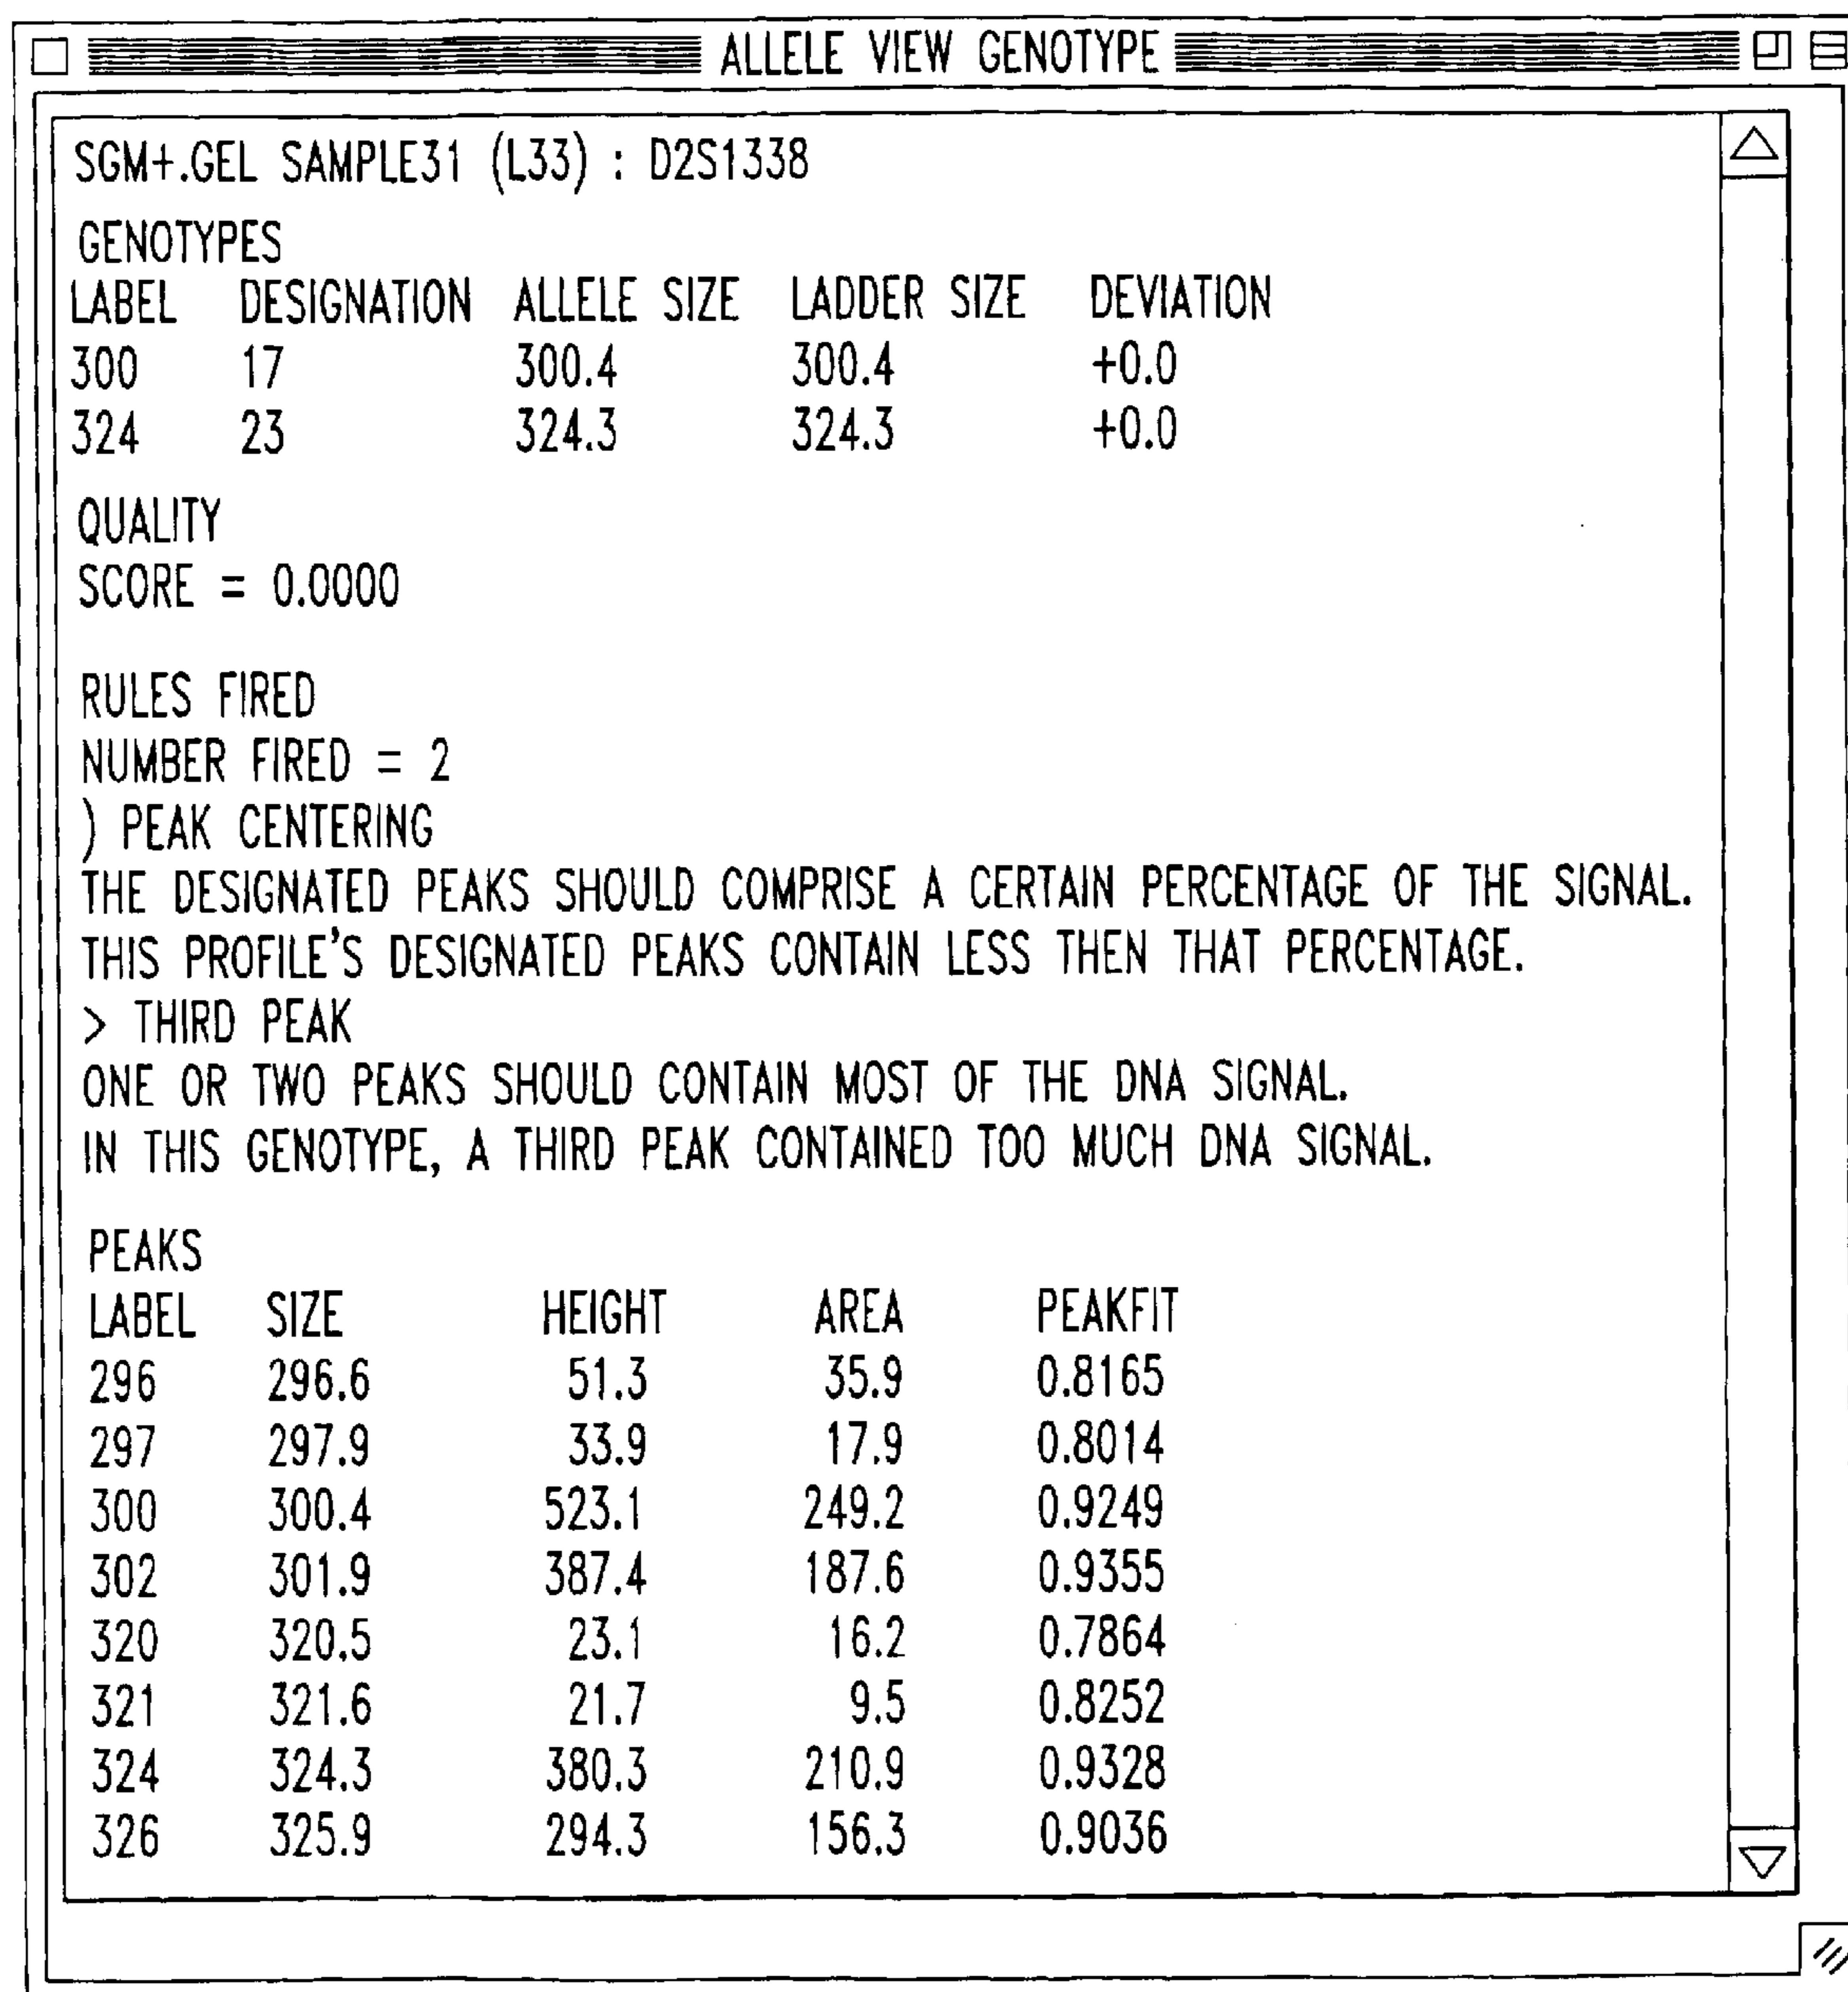 ALLELE VIEW GENOTYPE
SGM+.GEL SAMPLE31 (L33) : D2S1338
GENOTYPES
LABEL DESIGNATION ALLELE SIZE LADDER SIZE DEVIATION
300 17 300.4 300.4 +0.0
324 23 324.3 324.3 +0.0
QUALITY
SCORE = 0.0000
RULES FIRED
NUMBER FIRED = 2
) PEAK CENTERING
THE DESIGNATED PEAKS SHOULD COMPRISE A CERTAIN PERCENTAGE OF THE SIGNAL.
THIS PROFILE'S DESIGNATED PEAKS CONTAIN LESS THEN THAT PERCENTAGE.
> THIRD PEAK
ONE OR TWO PEAKS SHOULD CONTAIN MOST OF THE DNA SIGNAL.
IN THIS GENOTYPE, A THIRD PEAK CONTAINED TOO MUCH DNA SIGNAL.
PEAKS
LABEL SIZE HEIGHT AREA PEAKFIT
296 296.6 51.3 35.9 0.8165
297 297.9 33.9 17.9 0.8014
300 300.4 523.1 249.2 0.9249
302 301.9 387.4 187.6 0.9355
320 320.5 23.1 16.2 0.7864
321 321.6 21.7 9.5 0.8252
324 324.3 380.3 210.9 0.9328
326 325.9 294.3 156.3 0.9036